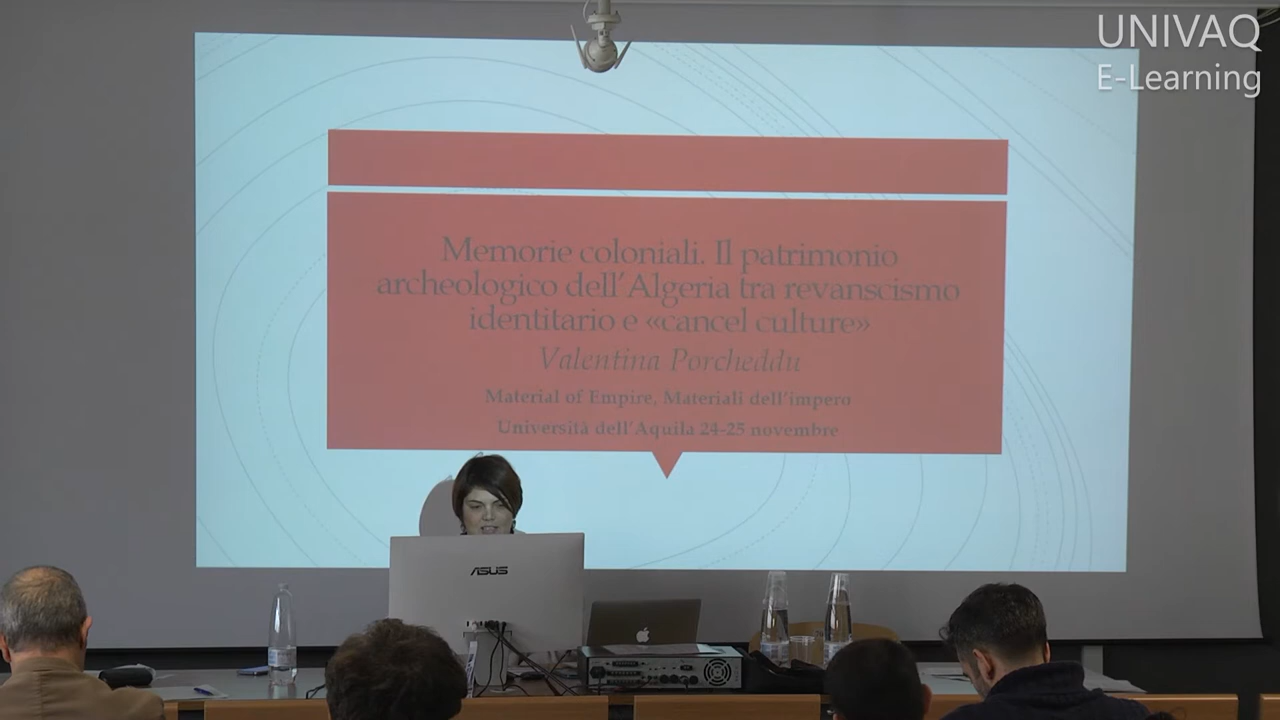 UNIVAQ
E-Learning
Memorie coloniali. Il patrimonio
archeologico dell'Algeria tra revanscismo
identitario e «cancel culture»
Valentina Porcheddu
Material of Empire, Materiali dell'impero
Università dell'Aquila 24-25 novembre
ASUS